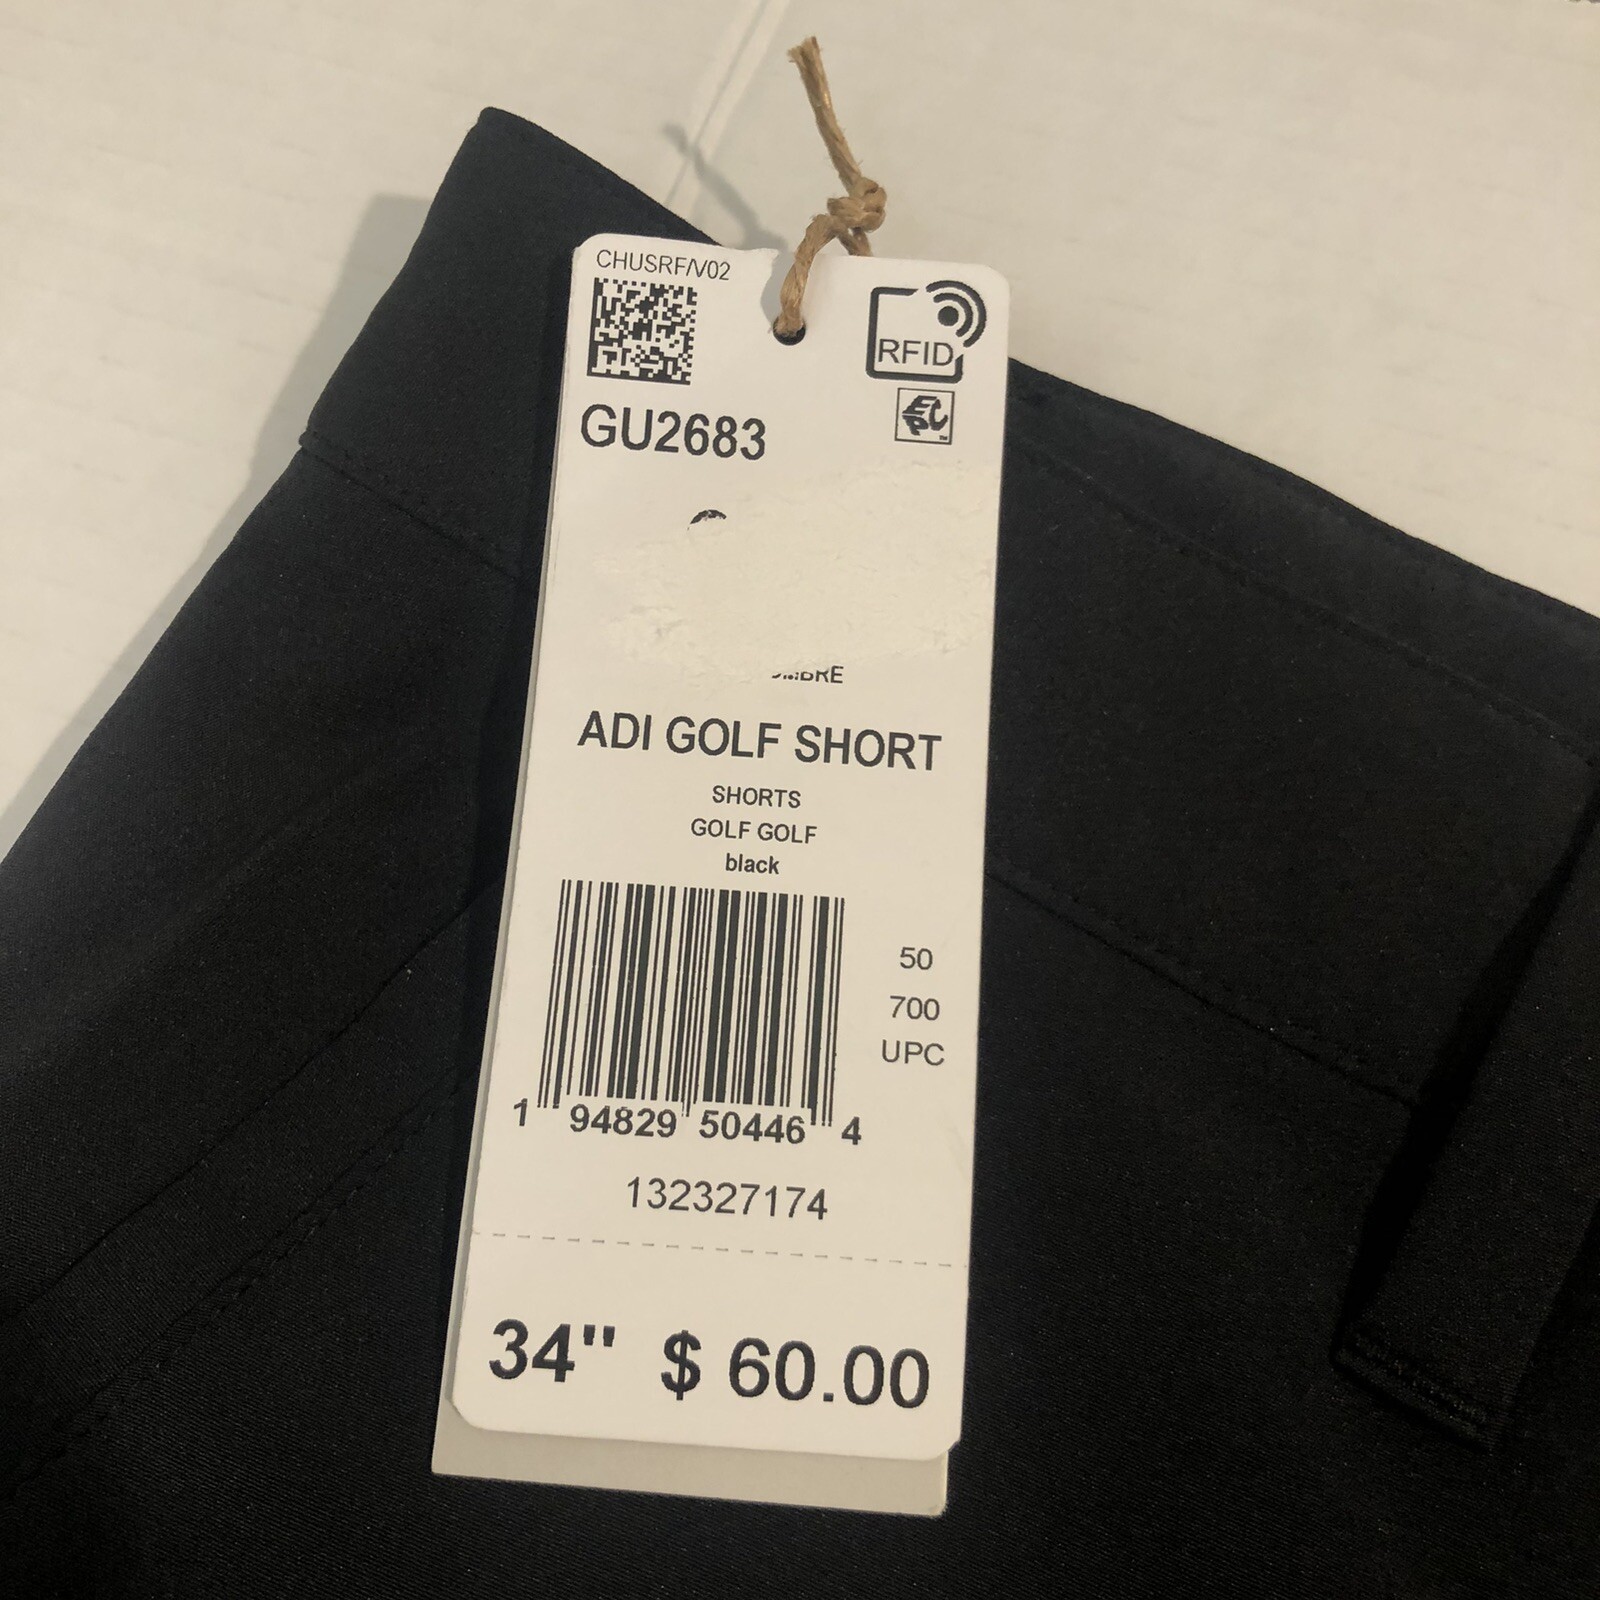 CHUSRF/V02
RFID
EPC
GU2683
ADI GOLF SHORT
SHORTS
GOLF GOLF
black
50
700
UPC
1 94829 50446 4
132327174
34" $ 60.00